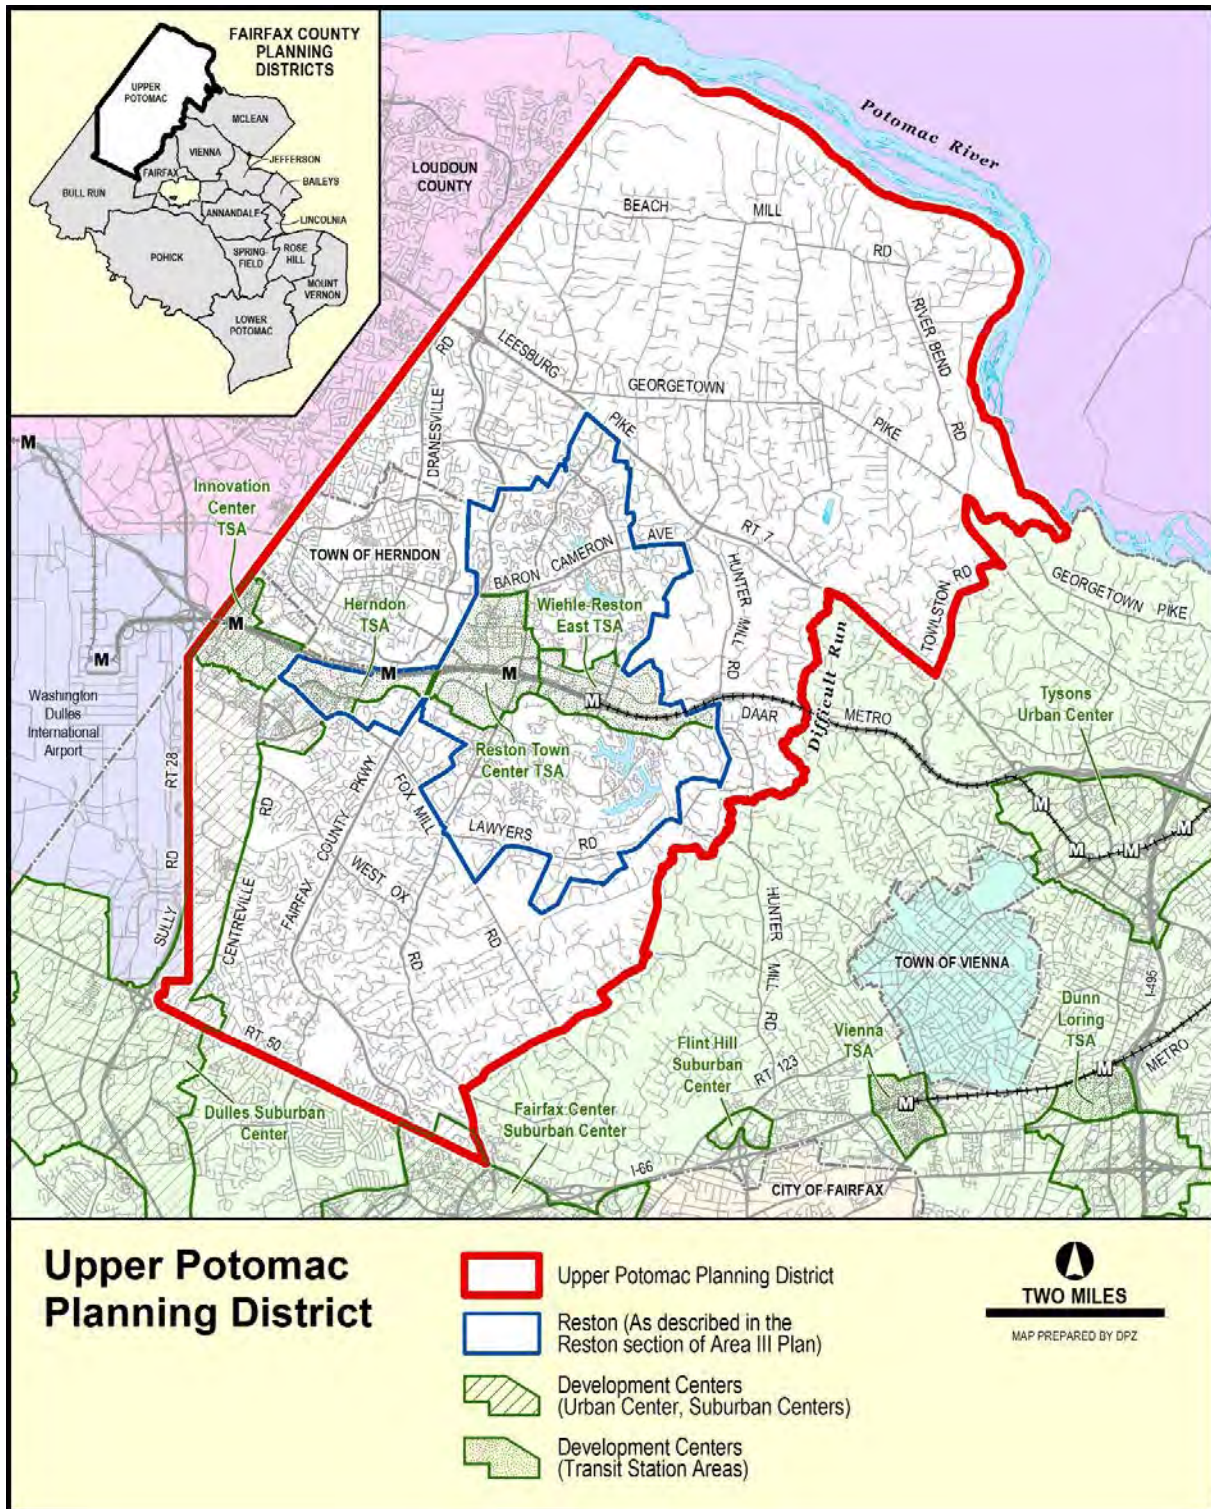 FAIRFAX COUNTY
PLANNING
DISTRICTS
UPPER
POTOMAC
MCLEAN
VIENNA
JEFFERSON
FAIRFAX
BAILEYS
BULL RUN
ANNANDALE
LINCOLNIA
POHICK
SPRING
FIELD
ROSE
HILL
MOUNT
VERNON
LOWER
POTOMAC
LOUDOUN
COUNTY
Potomac River
BEACH MILL RD
RIVER BEND RD
LEESBURG PIKE
GEORGETOWN PIKE
DRANESVILLE RD
RT 7
M
Innovation
Center
TSA
TOWN OF HERNDON
BARON CAMERON AVE
HUNTER MILL RD
Herndon
TSA
Wiehle-Reston
East TSA
TOWLSTON RD
GEORGETOWN PIKE
M
M
M
M
M
Washington
Dulles
International
Airport
RT 28
Difficult Run
DAAR
METRO
Tysons
Urban Center
Reston Town
Center TSA
FOX MILL RD
FAIRFAX COUNTY PKWY
LAWYERS RD
WEST OX RD
CENTREVILLE RD
SULLY RD
M
M
M
M
HUNTER MILL RD
TOWN OF VIENNA
I-495
RT 50
Dunn
Loring
TSA
Vienna
TSA
Flint Hill
Suburban
Center
RT 123
METRO
M
M
Dulles Suburban
Center
Fairfax Center
Suburban Center
I-66
CITY OF FAIRFAX
Upper Potomac
Planning District
Upper Potomac Planning District
Reston (As described in the
Reston section of Area III Plan)
Development Centers
(Urban Center, Suburban Centers)
Development Centers
(Transit Station Areas)
TWO MILES
MAP PREPARED BY DPZ